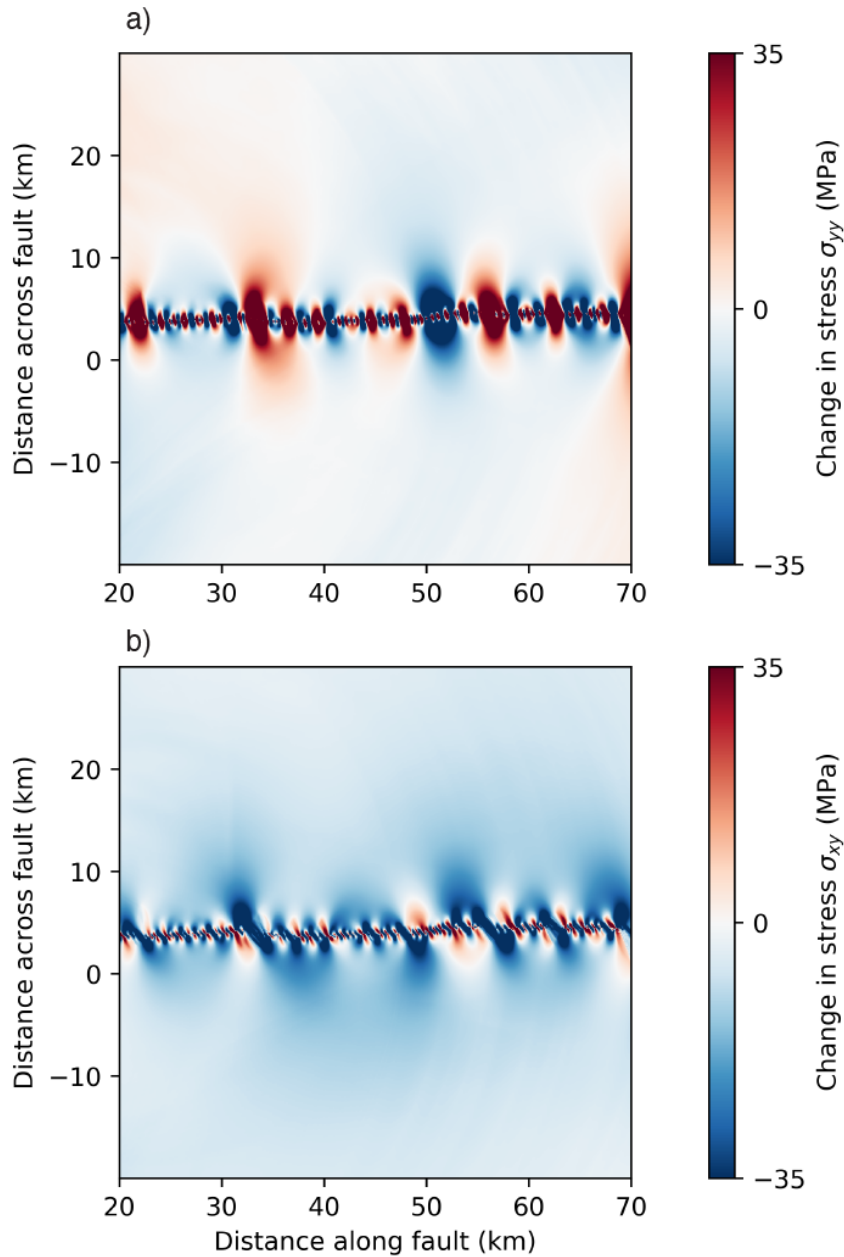 a)
35
20
10
0
−10
Distance across fault (km)
20 30 40 50 60 70
0
−35
Change in stress σyy (MPa)
b)
35
20
10
0
−10
Distance across fault (km)
20 30 40 50 60 70
Distance along fault (km)
0
−35
Change in stress σxy (MPa)